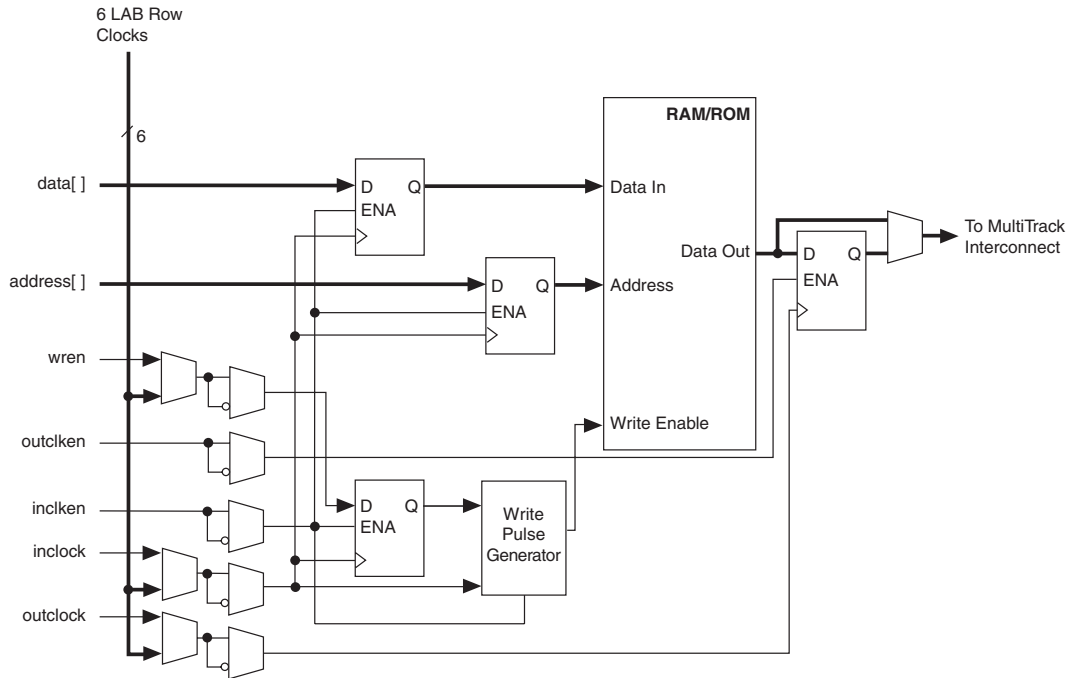 6 LAB Row
Clocks
6
RAM/ROM
data[ ]
D Q
ENA
Data In
To MultiTrack
Interconnect
Data Out
D Q
ENA
address[ ]
D Q
ENA
Address
wren
Write Enable
outclken
inclken
D Q
ENA
Write
Pulse
Generator
inclock
outclock